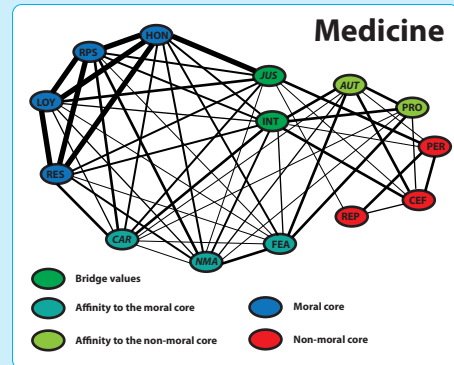 Medicine
HON
RPS
JUS
AUT
LOY
PRO
INT
PER
RES
CEF
REP
CAR
FEA
NMA
Bridge values
Affinity to the moral core
Moral core
Affinity to the non-moral core
Non-moral core